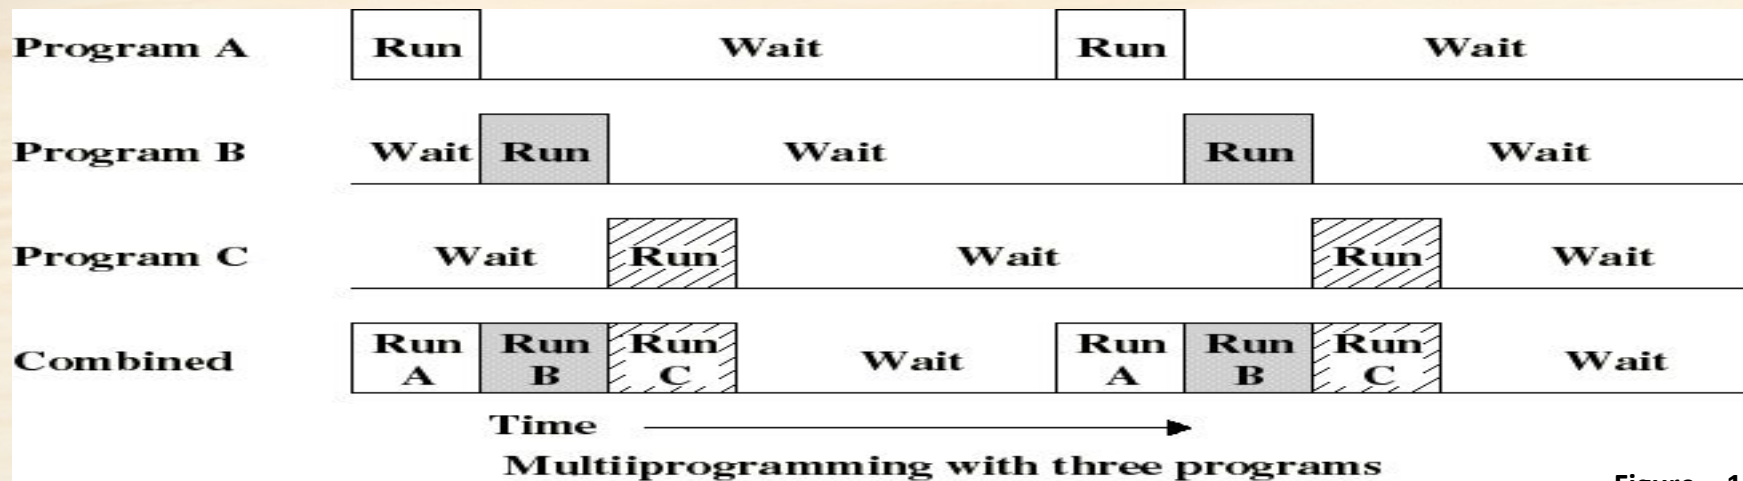 Program A Run Wait Run Wait
Program B Wait Run Wait Run Wait
Program C Wait Run Wait Run Wait
Combined Run A Run B Run C Wait Run A Run B Run C Wait
Time
Multiiprogramming with three programs